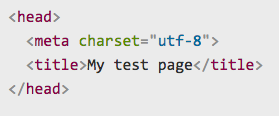 <head>
  <meta charset="utf-8">
  <title>My test page</title>
</head>